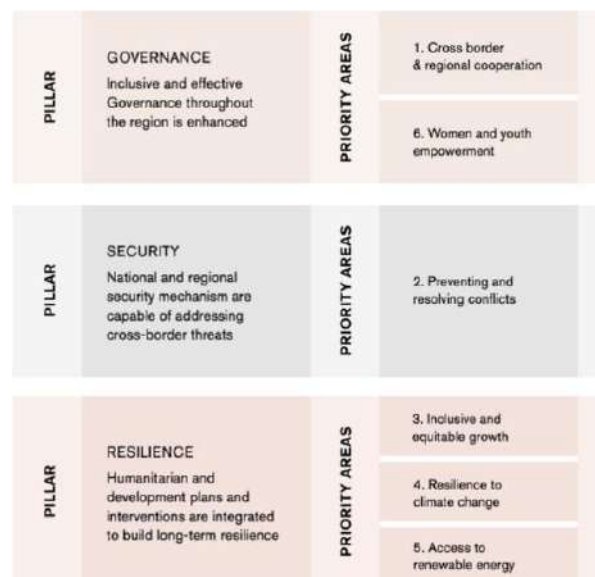 PILLAR
GOVERNANCE
Inclusive and effective
Governance throughout
the region is enhanced
PRIORITY AREAS
1. Cross border
& regional cooperation
6. Women and youth
empowerment
PILLAR
SECURITY
National and regional
security mechanism are
capable of addressing
cross-border threats
PRIORITY AREAS
2. Preventing and
resolving conflicts
PILLAR
RESILIENCE
Humanitarian and
development plans and
interventions are integrated
to build long-term resilience
PRIORITY AREAS
3. Inclusive and
equitable growth
4. Resilience to
climate change
5. Access to
renewable energy